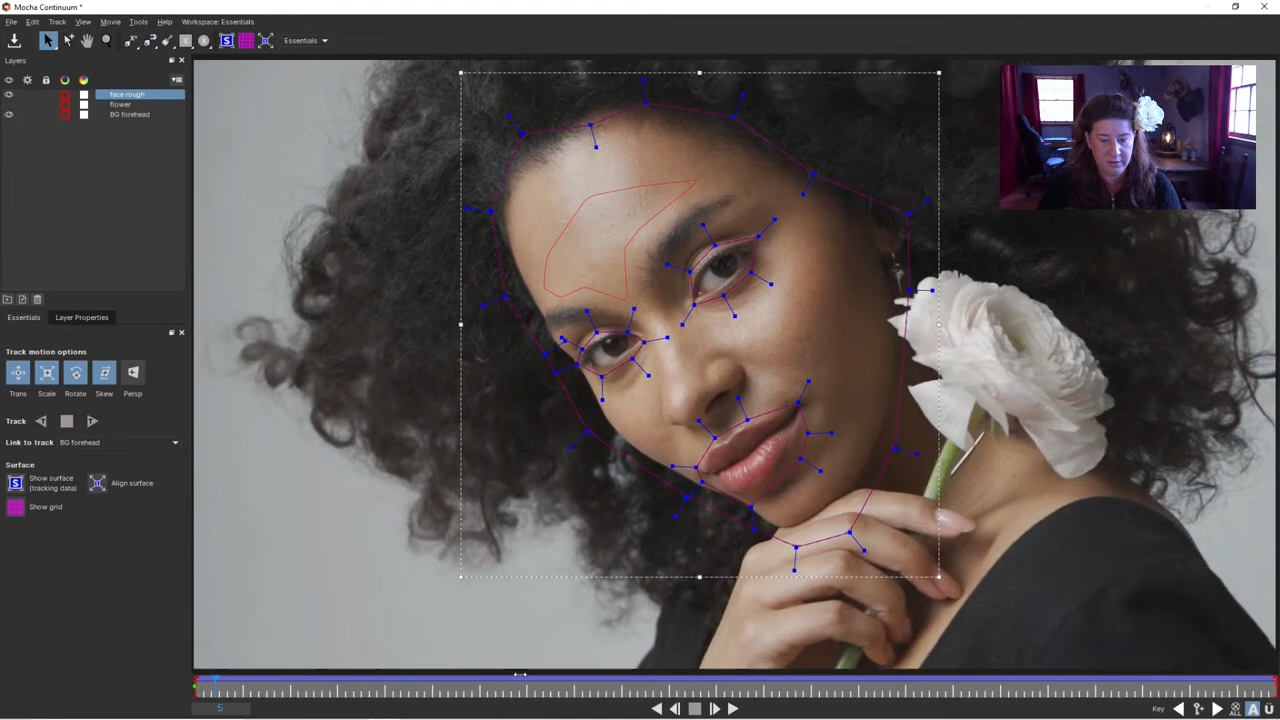 Mocha Continuum *
File Edit Track View Movie Tools Help Workspace: Essentials
Essentials
Layers
face rough
flower
BG forehead
Essentials Layer Properties
Track motion options
Trans Scale Rotate Skew Persp
Track
Link to track BG forehead
Surface
Show surface (tracking data) Align surface
Show grid
5
Key
ALL A